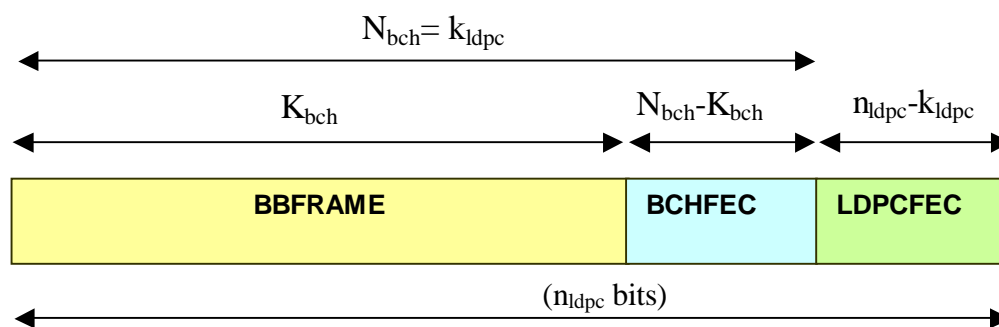 N_bch= k_ldpc
K_bch N_bch-K_bch n_ldpc-k_ldpc
BBFRAME BCHFEC LDPCFEC
(n_ldpc bits)